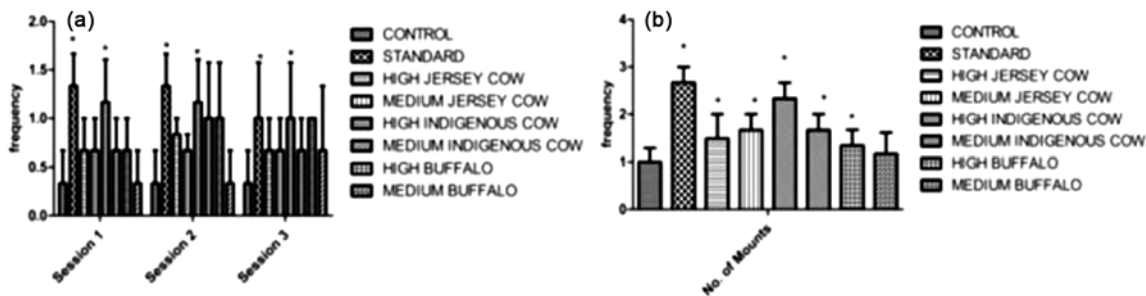 (a)
frequency
2.0
1.5
1.0
0.5
0.0
* * * * * *
Session 1
Session 2
Session 3
CONTROL
STANDARD
HIGH JERSEY COW
MEDIUM JERSEY COW
HIGH INDIGENOUS COW
MEDIUM INDIGENOUS COW
HIGH BUFFALO
MEDIUM BUFFALO
(b)
frequency
4
3
2
1
0
* * * * * *
No. of Mounts
CONTROL
STANDARD
HIGH JERSEY COW
MEDIUM JERSEY COW
HIGH INDIGENOUS COW
MEDIUM INDIGENOUS COW
HIGH BUFFALO
MEDIUM BUFFALO